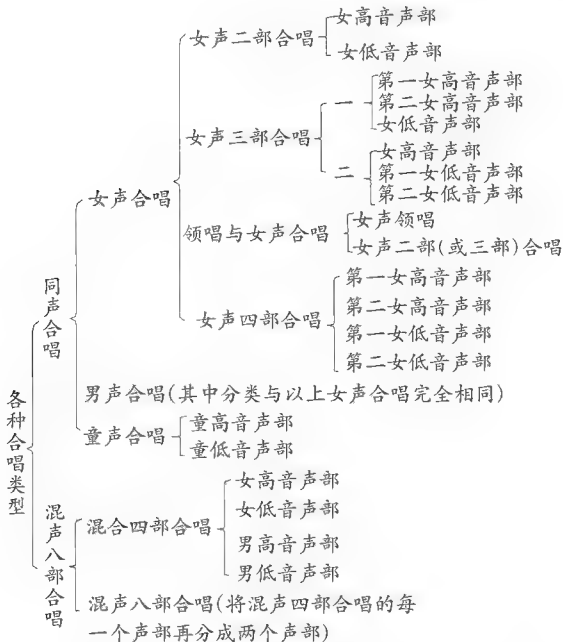 各种合唱类型
同声合唱
女声合唱
女声二部合唱
女高音声部
女低音声部
女声三部合唱
一
第一女高音声部
第二女高音声部
女低音声部
二
女高音声部
第一女低音声部
第二女低音声部
领唱与女声合唱
女声领唱
女声二部(或三部)合唱
女声四部合唱
第一女高音声部
第二女高音声部
第一女低音声部
第二女低音声部
男声合唱(其中分类与以上女声合唱完全相同)
童声合唱
童高音声部
童低音声部
混声八部合唱
混合四部合唱
女高音声部
女低音声部
男高音声部
男低音声部
混声八部合唱(将混声四部合唱的每
一个声部再分成两个声部)